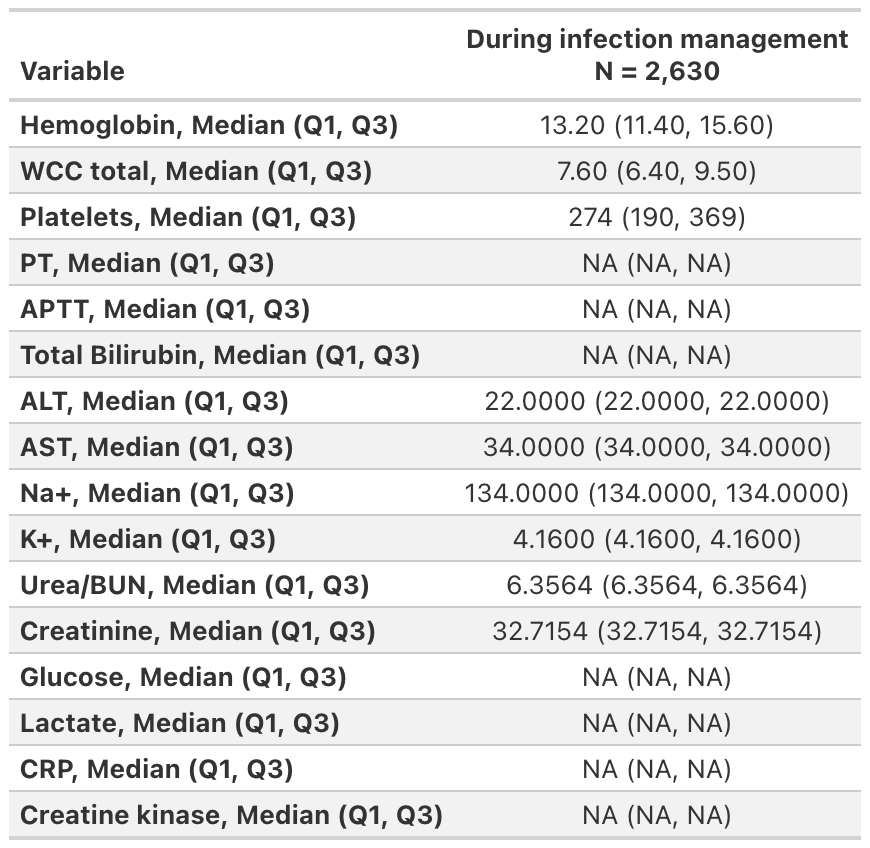 During infection management
Variable N = 2,630
Hemoglobin, Median (Q1, Q3) 13.20 (11.40, 15.60)
WCC total, Median (Q1, Q3) 7.60 (6.40, 9.50)
Platelets, Median (Q1, Q3) 274 (190, 369)
PT, Median (Q1, Q3) NA (NA, NA)
APTT, Median (Q1, Q3) NA (NA, NA)
Total Bilirubin, Median (Q1, Q3) NA (NA, NA)
ALT, Median (Q1, Q3) 22.0000 (22.0000, 22.0000)
AST, Median (Q1, Q3) 34.0000 (34.0000, 34.0000)
Na+, Median (Q1, Q3) 134.0000 (134.0000, 134.0000)
K+, Median (Q1, Q3) 4.1600 (4.1600, 4.1600)
Urea/BUN, Median (Q1, Q3) 6.3564 (6.3564, 6.3564)
Creatinine, Median (Q1, Q3) 32.7154 (32.7154, 32.7154)
Glucose, Median (Q1, Q3) NA (NA, NA)
Lactate, Median (Q1, Q3) NA (NA, NA)
CRP, Median (Q1, Q3) NA (NA, NA)
Creatine kinase, Median (Q1, Q3) NA (NA, NA)